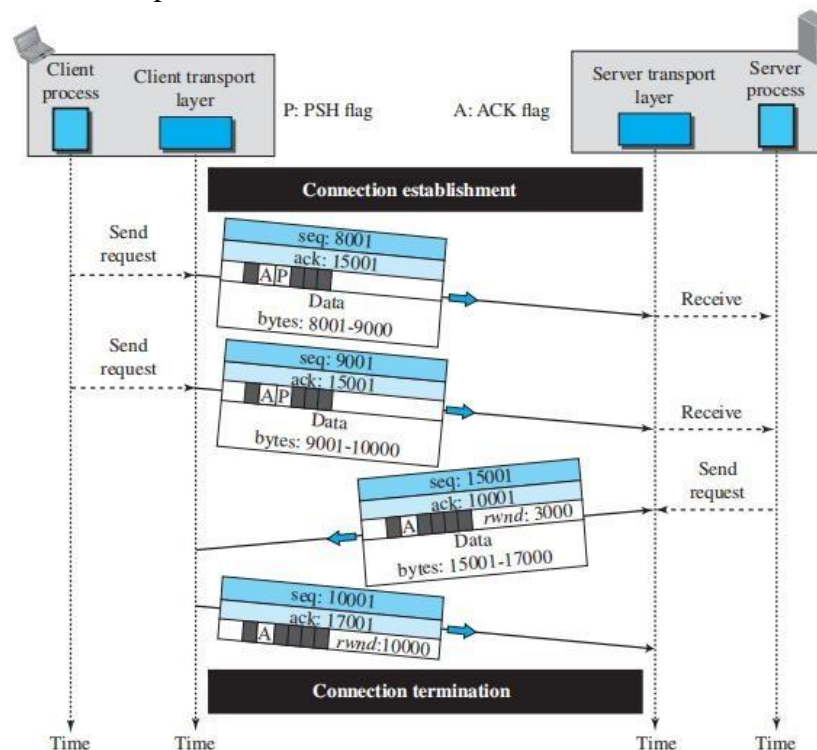 Client process
Client transport layer
P: PSH flag
A: ACK flag
Server transport layer
Server process
Connection establishment
Send request
seq: 8001
ack: 15001
A P
Data
bytes: 8001-9000
Receive
Send request
seq: 9001
ack: 15001
A P
Data
bytes: 9001-10000
Receive
Send request
seq: 15001
ack: 10001
A rwnd: 3000
Data
bytes: 15001-17000
seq: 10001
ack: 17001
A rwnd:10000
Connection termination
Time
Time
Time
Time